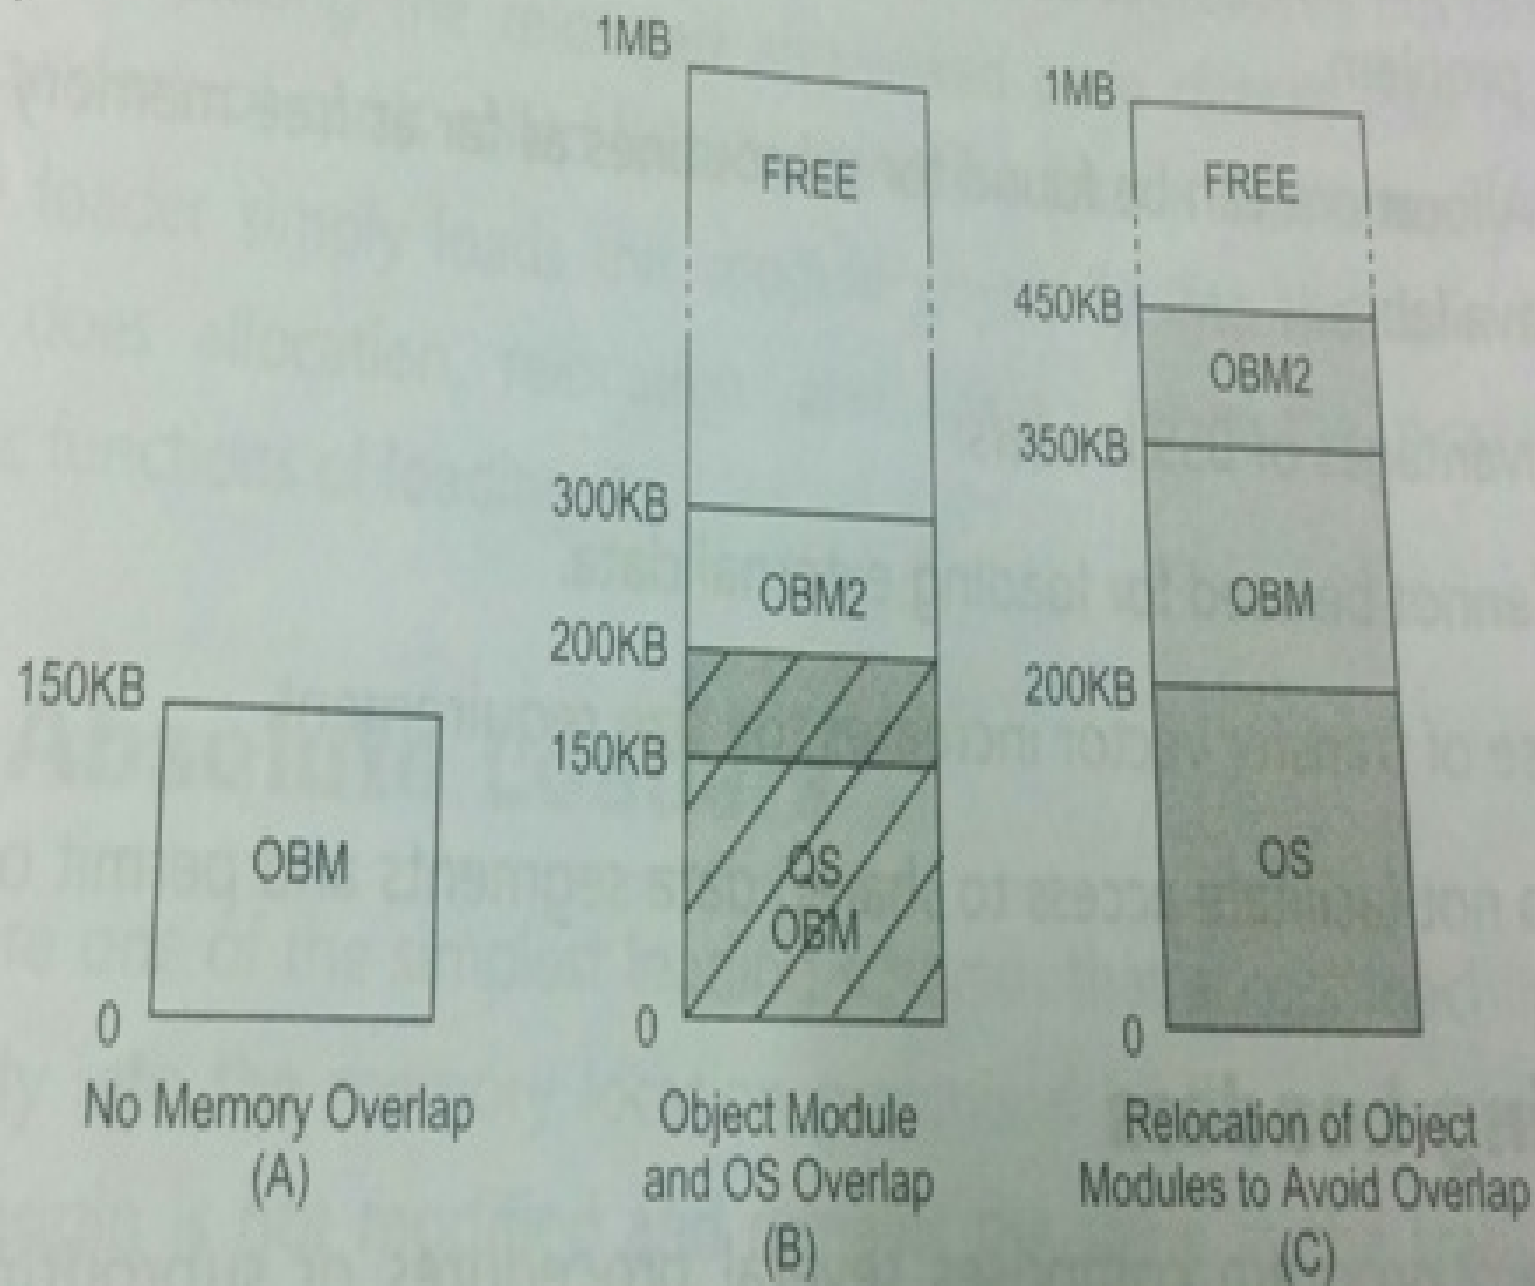 1MB
FREE
300KB
OBM2
200KB
150KB
OS
OBM
0
Object Module
and OS Overlap
(B)
150KB
OBM
0
No Memory Overlap
(A)
1MB
FREE
450KB
OBM2
350KB
OBM
200KB
OS
0
Relocation of Object
Modules to Avoid Overlap
(C)